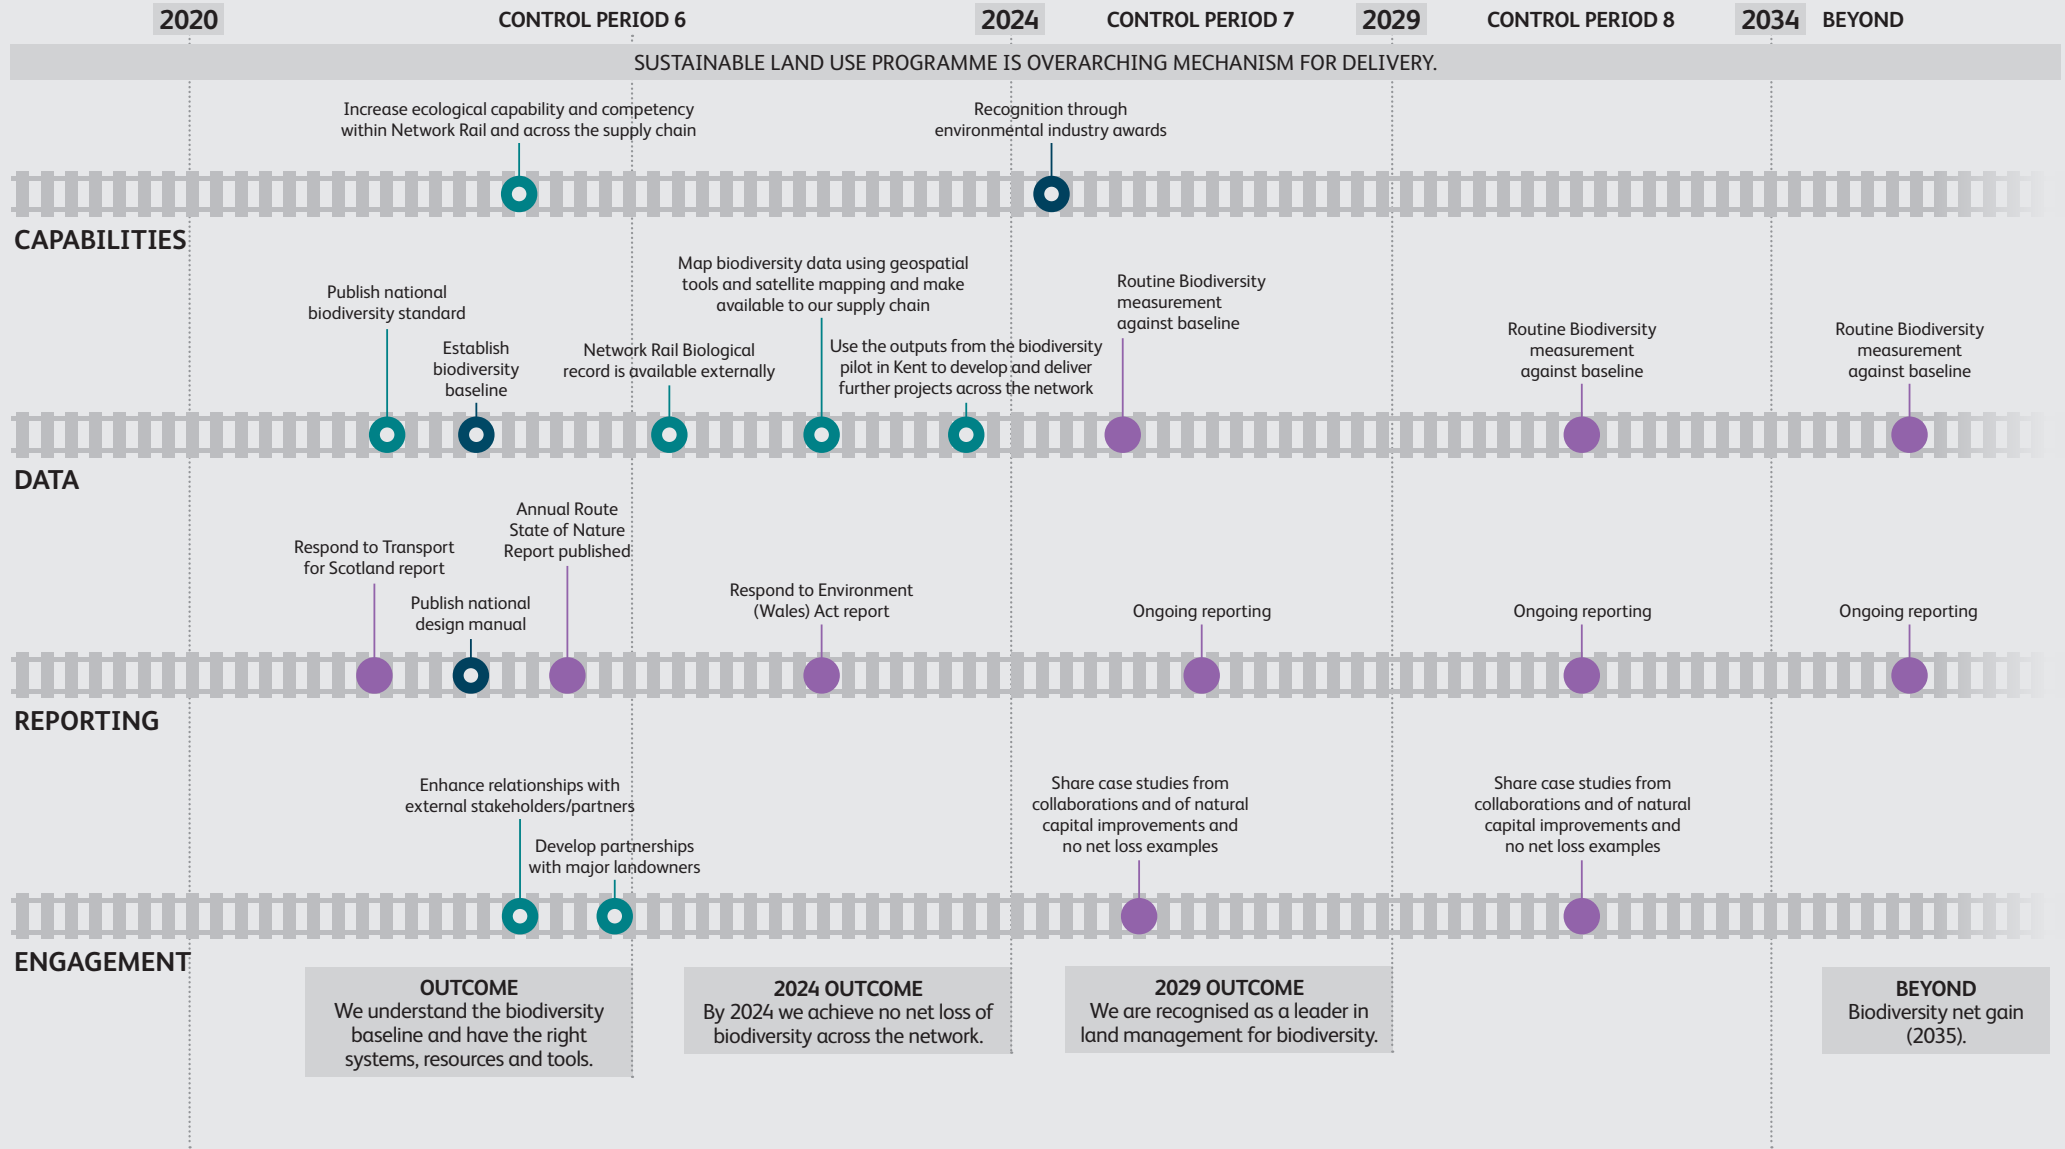 2020
CONTROL PERIOD 6
2024
CONTROL PERIOD 7
2029
CONTROL PERIOD 8
2034
BEYOND
SUSTAINABLE LAND USE PROGRAMME IS OVERARCHING MECHANISM FOR DELIVERY.
Increase ecological capability and competency
within Network Rail and across the supply chain
Recognition through
environmental industry awards
CAPABILITIES
Publish national
biodiversity standard
Establish
biodiversity
baseline
Network Rail Biological
record is available externally
Map biodiversity data using geospatial
tools and satellite mapping and make
available to our supply chain
Use the outputs from the biodiversity
pilot in Kent to develop and deliver
further projects across the network
Routine Biodiversity
measurement
against baseline
Routine Biodiversity
measurement
against baseline
Routine Biodiversity
measurement
against baseline
DATA
Respond to Transport
for Scotland report
Publish national
design manual
Annual Route
State of Nature
Report published
Respond to Environment
(Wales) Act report
Ongoing reporting
Ongoing reporting
Ongoing reporting
REPORTING
Enhance relationships with
external stakeholders/partners
Develop partnerships
with major landowners
Share case studies from
collaborations and of natural
capital improvements and
no net loss examples
Share case studies from
collaborations and of natural
capital improvements and
no net loss examples
ENGAGEMENT
OUTCOME
We understand the biodiversity
baseline and have the right
systems, resources and tools.
2024 OUTCOME
By 2024 we achieve no net loss of
biodiversity across the network.
2029 OUTCOME
We are recognised as a leader in
land management for biodiversity.
BEYOND
Biodiversity net gain
(2035).